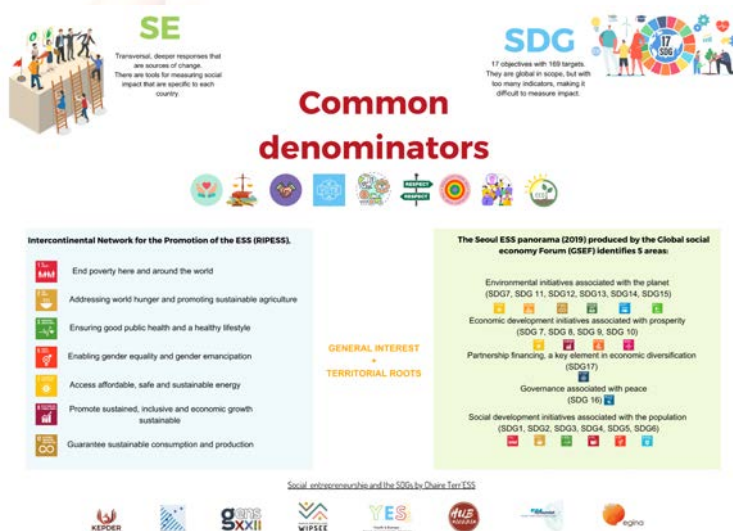 SE
Transversal, deeper responses that
are sources of change.
There are tools for measuring social
impact that are specific to each
country.
SDG
17 objectives with 169 targets.
They are global in scope, but with
too many indicators, making it
difficult to measure impact.
17
SDG
Common
denominators
RESPECT
RESPECT
Intercontinental Network for the Promotion of the ESS (RIPESS),
End poverty here and around the world
Addressing world hunger and promoting sustainable agriculture
Ensuring good public health and a healthy lifestyle
Enabling gender equality and gender emancipation
Access affordable, safe and sustainable energy
Promote sustained, inclusive and economic growth
sustainable
Guarantee sustainable consumption and production
GENERAL INTEREST
+
TERRITORIAL ROOTS
The Seoul ESS panorama (2019) produced by the Global social
economy Forum (GSEF) identifies 5 areas:
Environmental initiatives associated with the planet
(SDG7, SDG 11, SDG12, SDG13, SDG14, SDG15)
Economic development initiatives associated with prosperity
(SDG 7, SDG 8, SDG 9, SDG 10)
Partnership financing, a key element in economic diversification
(SDG17)
Governance associated with peace
(SDG 16)
Social development initiatives associated with the population
(SDG1, SDG2, SDG3, SDG4, SDG5, SDG6)
Social entrepreneurship and the SDGs by Chaire Terr'ESS
KEPDER
gens
xxii
WIPSEE
YES
HUB
egina